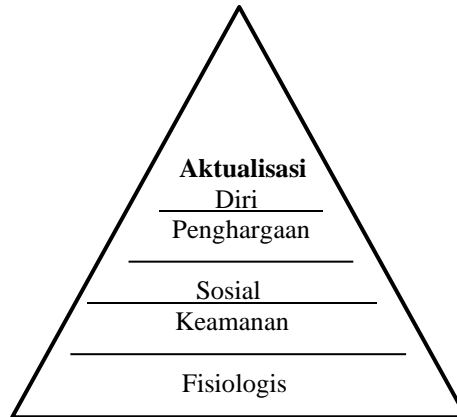 Aktualisasi
Diri
Penghargaan
Sosial
Keamanan
Fisiologis